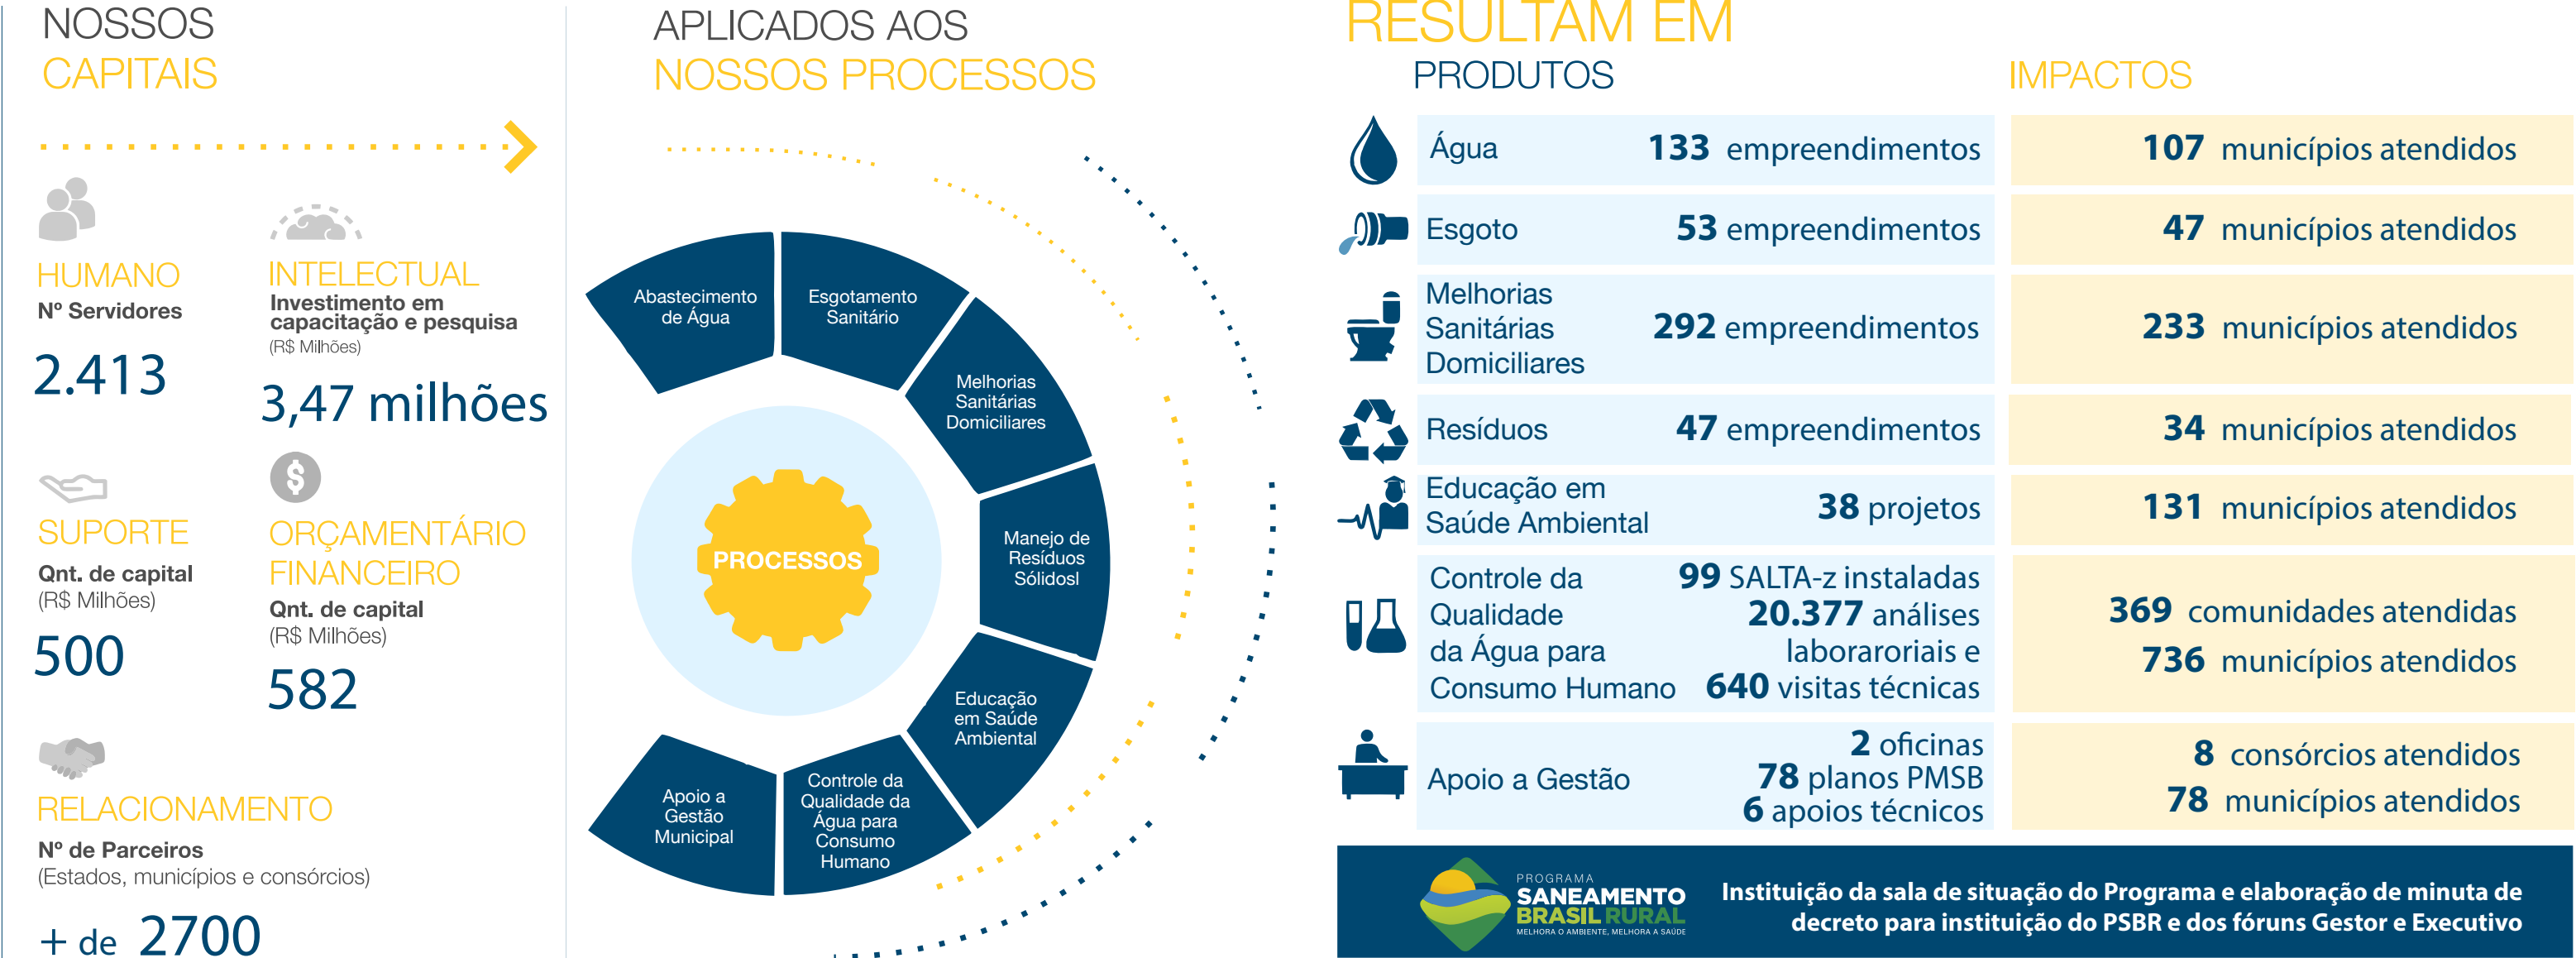 NOSSOS
CAPITAIS
HUMANO
Nº Servidores
2.413
INTELECTUAL
Investimento em
capacitação e pesquisa
(R$ Milhões)
3,47 milhões
SUPORTE
Qnt. de capital
(R$ Milhões)
500
$
ORÇAMENTÁRIO
FINANCEIRO
Qnt. de capital
(R$ Milhões)
582
RELACIONAMENTO
Nº de Parceiros
(Estados, municípios e consórcios)
+ de 2700
APLICADOS AOS
NOSSOS PROCESSOS
Abastecimento
de Água
Esgotamento
Sanitário
Melhorias
Sanitárias
Domiciliares
Manejo de
Resíduos
Sólidosl
Educação
em Saúde
Ambiental
Controle da
Qualidade da
Água para
Consumo
Humano
Apoio a
Gestão
Municipal
PROCESSOS
RESULTAM EM
PRODUTOS
IMPACTOS
Água 133 empreendimentos 107 municípios atendidos
Esgoto 53 empreendimentos 47 municípios atendidos
Melhorias
Sanitárias 292 empreendimentos 233 municípios atendidos
Domiciliares
Resíduos 47 empreendimentos 34 municípios atendidos
Educação em
Saúde Ambiental
38 projetos 131 municípios atendidos
Controle da
Qualidade
da Água para
Consumo Humano
99 SALTA-z instaladas
20.377 análises
laboraroriais e
640 visitas técnicas
369 comunidades atendidas
736 municípios atendidos
Apoio a Gestão
2 oficinas
78 planos PMSB
6 apoios técnicos
8 consórcios atendidos
78 municípios atendidos
PROGRAMA
SANEAMENTO
BRASIL RURAL
MELHORA O AMBIENTE, MELHORA A SAÚDE
Instituição da sala de situação do Programa e elaboração de minuta de
decreto para instituição do PSBR e dos fóruns Gestor e Executivo